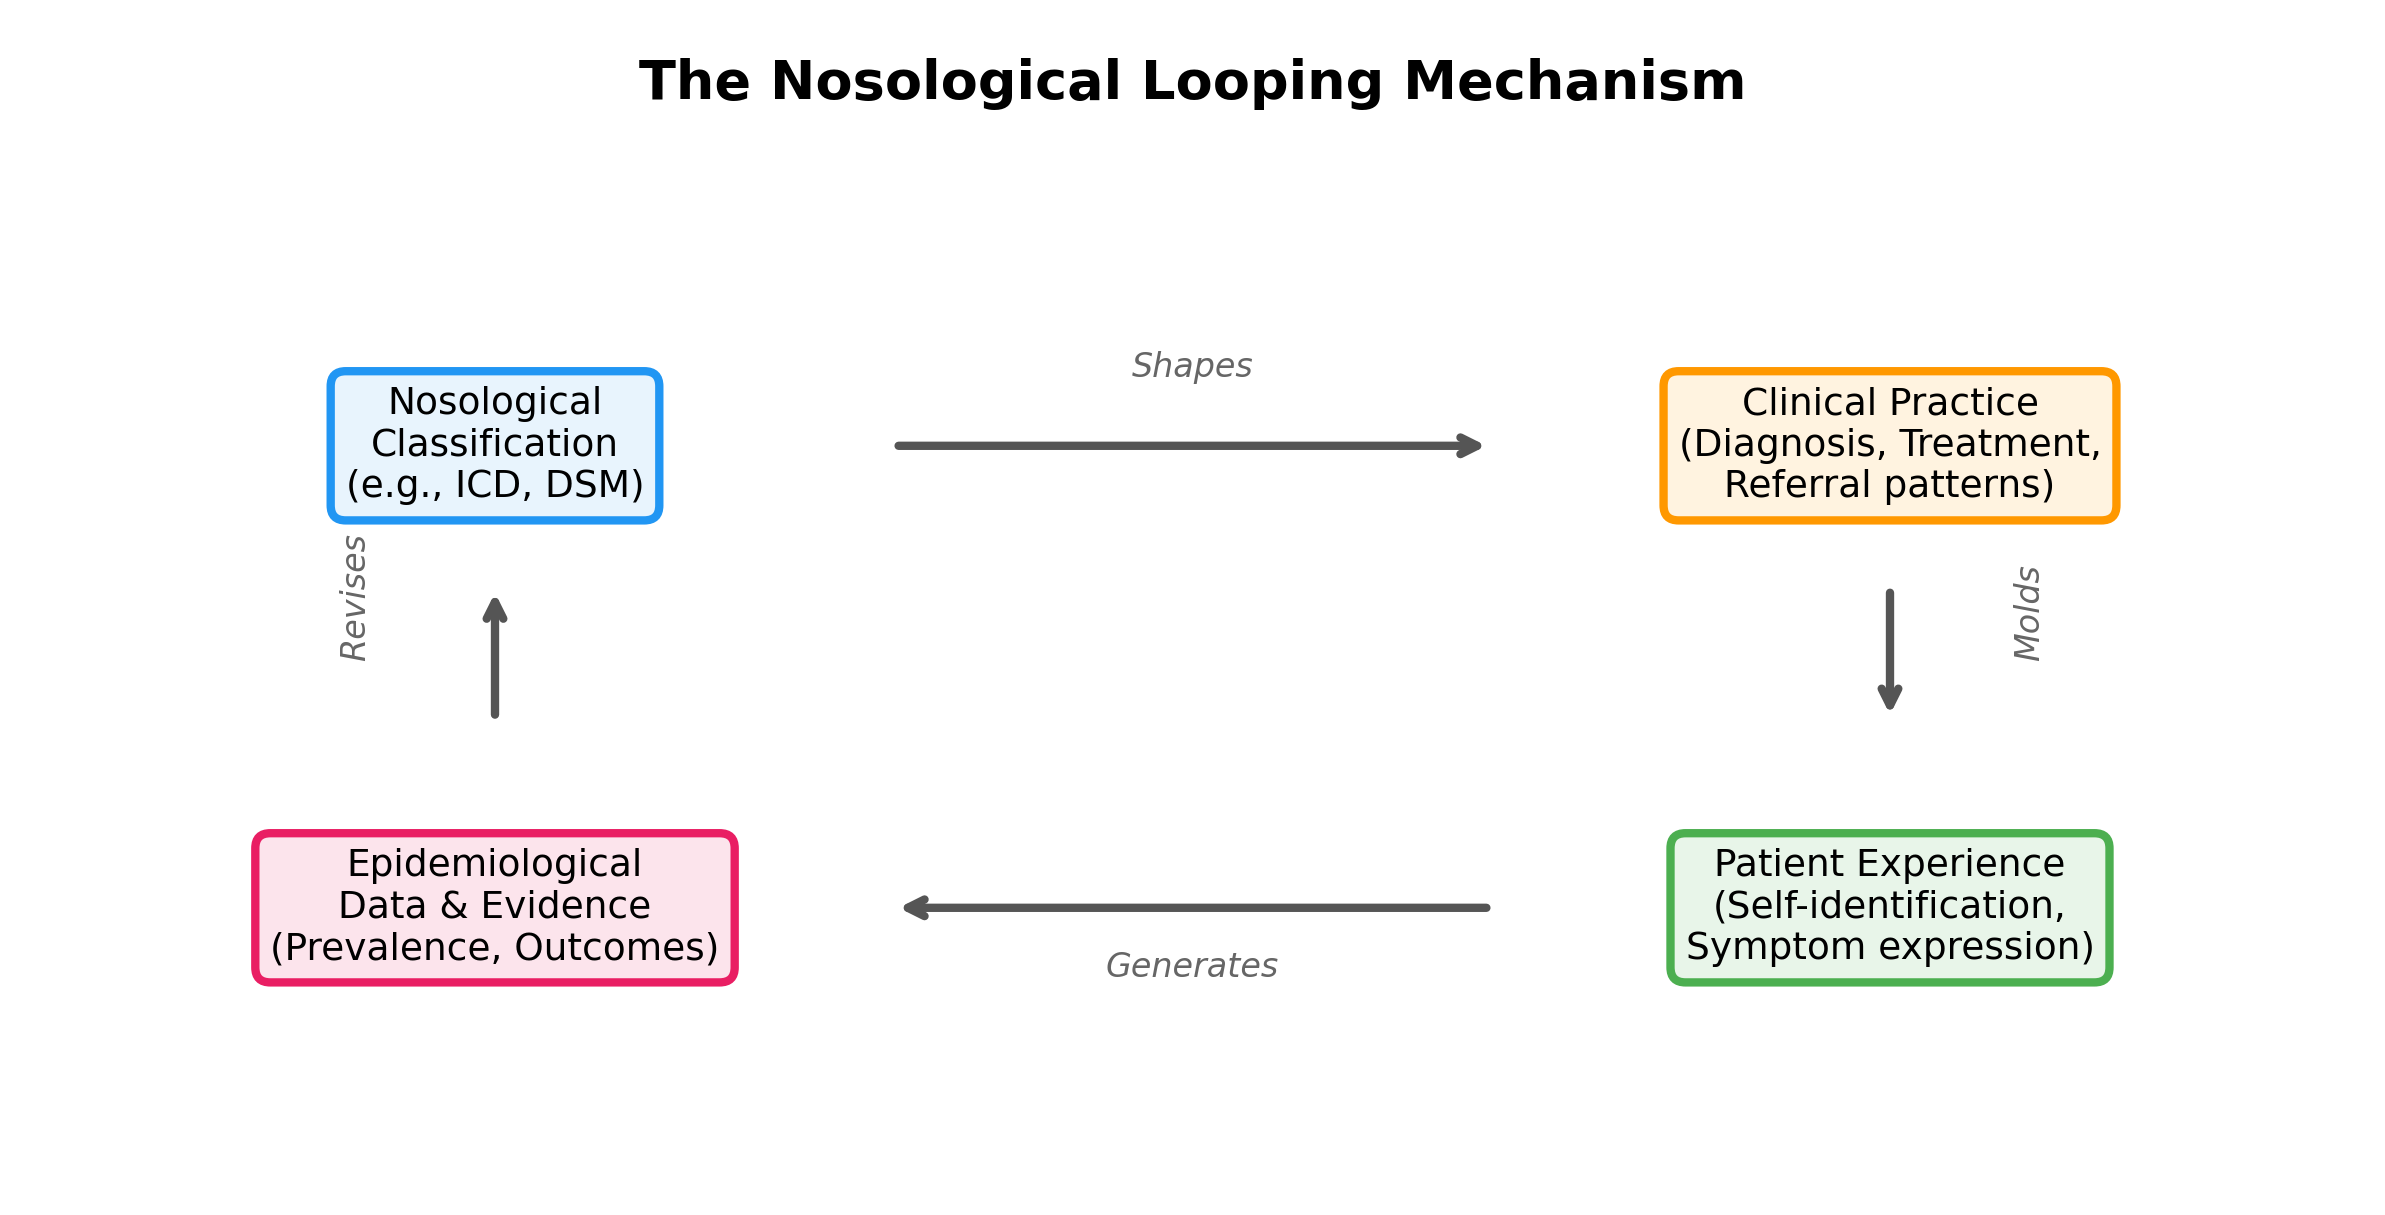 The Nosological Looping Mechanism
Shapes
Nosological
Classification
(e.g., ICD, DSM)
Clinical Practice
(Diagnosis, Treatment,
Referral patterns)
Revises
Molds
Epidemiological
Data & Evidence
(Prevalence, Outcomes)
Patient Experience
(Self-identification,
Symptom expression)
Generates